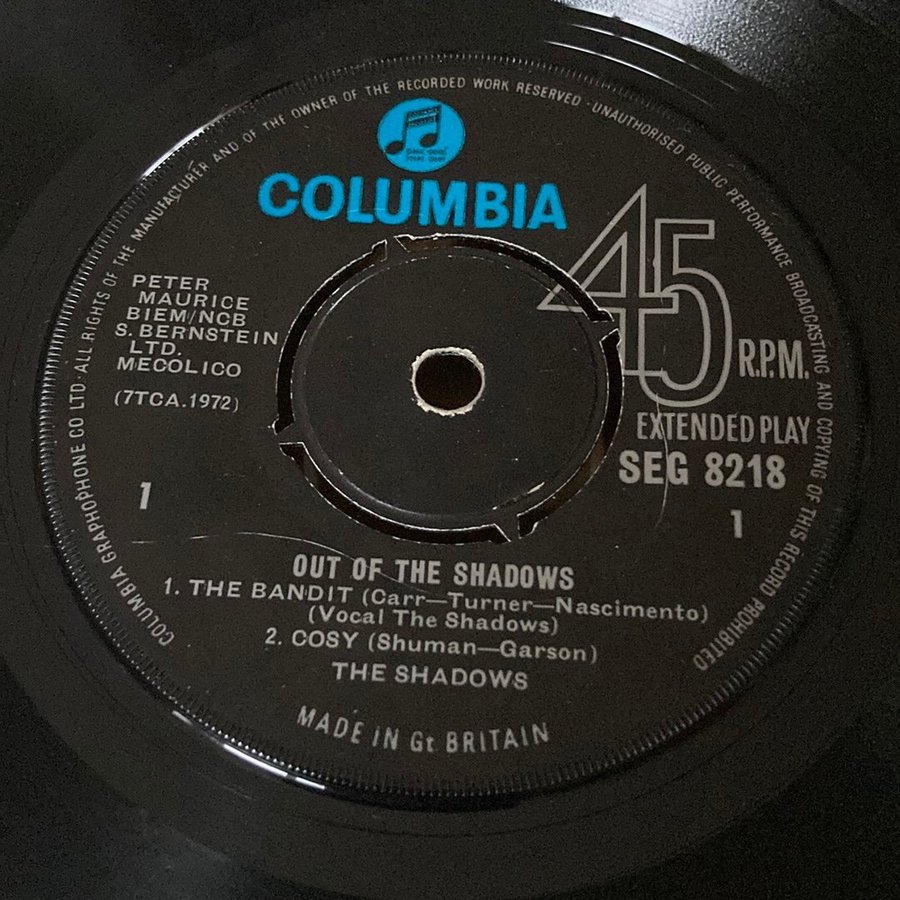 COLUMBIA GRAPHOPHONE CO LTD · ALL RIGHTS OF THE MANUFACTURER AND OF THE OWNER OF THE RECORDED WORK RESERVED · UNAUTHORISED PUBLIC PERFORMANCE BROADCASTING AND COPYING OF THIS RECORD PROHIBITED
COLUMBIA
45
R.P.M.
EXTENDED PLAY
SEG 8218
1
PETER
MAURICE
BIEM/NCB
S. BERNSTEIN
LTD.
MECOLICO
(7TCA.1972)
1
OUT OF THE SHADOWS
1. THE BANDIT (Carr—Turner—Nascimento)
(Vocal The Shadows)
2. COSY (Shuman—Garson)
THE SHADOWS
MADE IN Gt BRITAIN